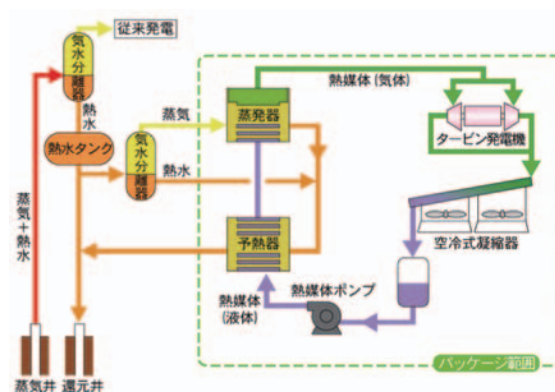 従来発電
気水分離器
熱水
熱水タンク
蒸気
気水分離器
熱水
蒸気+熱水
蒸気井
還元井
蒸発器
予熱器
熱媒体(気体)
タービン発電機
空冷式凝縮器
熱媒体ポンプ
熱媒体
(液体)
パッケージ範囲